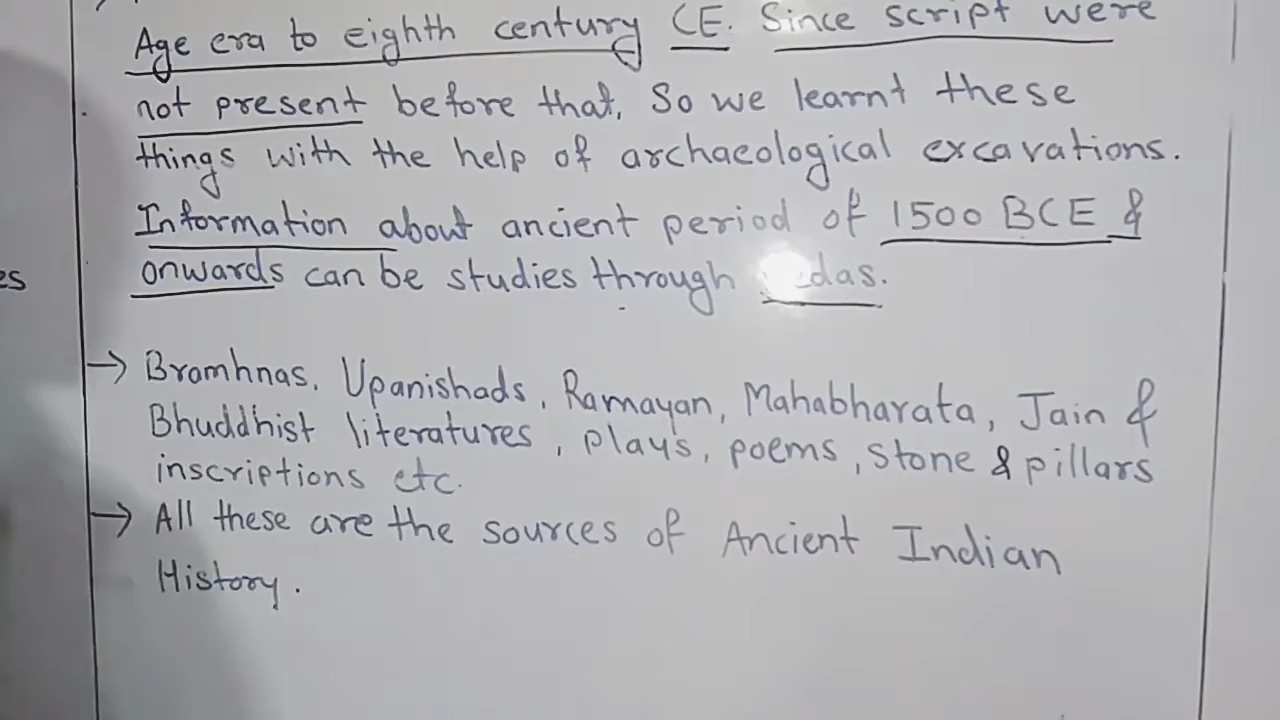 Age era to eighth century CE. Since script were
not present before that, So we learnt these
things with the help of archaeological excavations.
Information about ancient period of 1500 BCE &
onwards can be studies through
es
→ Bramhnas, Upanishads, Ramayan, Mahabharata, Jain &
Bhuddhist literatures, plays, poems, stone & pillars
inscriptions etc.
→ All these are the sources of Ancient Indian
History.